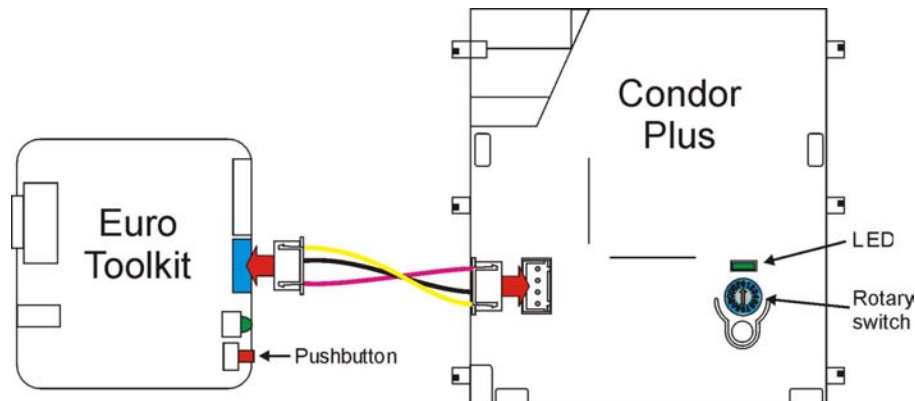 Condor
Plus
Euro
Toolkit
LED
Rotary
switch
Pushbutton